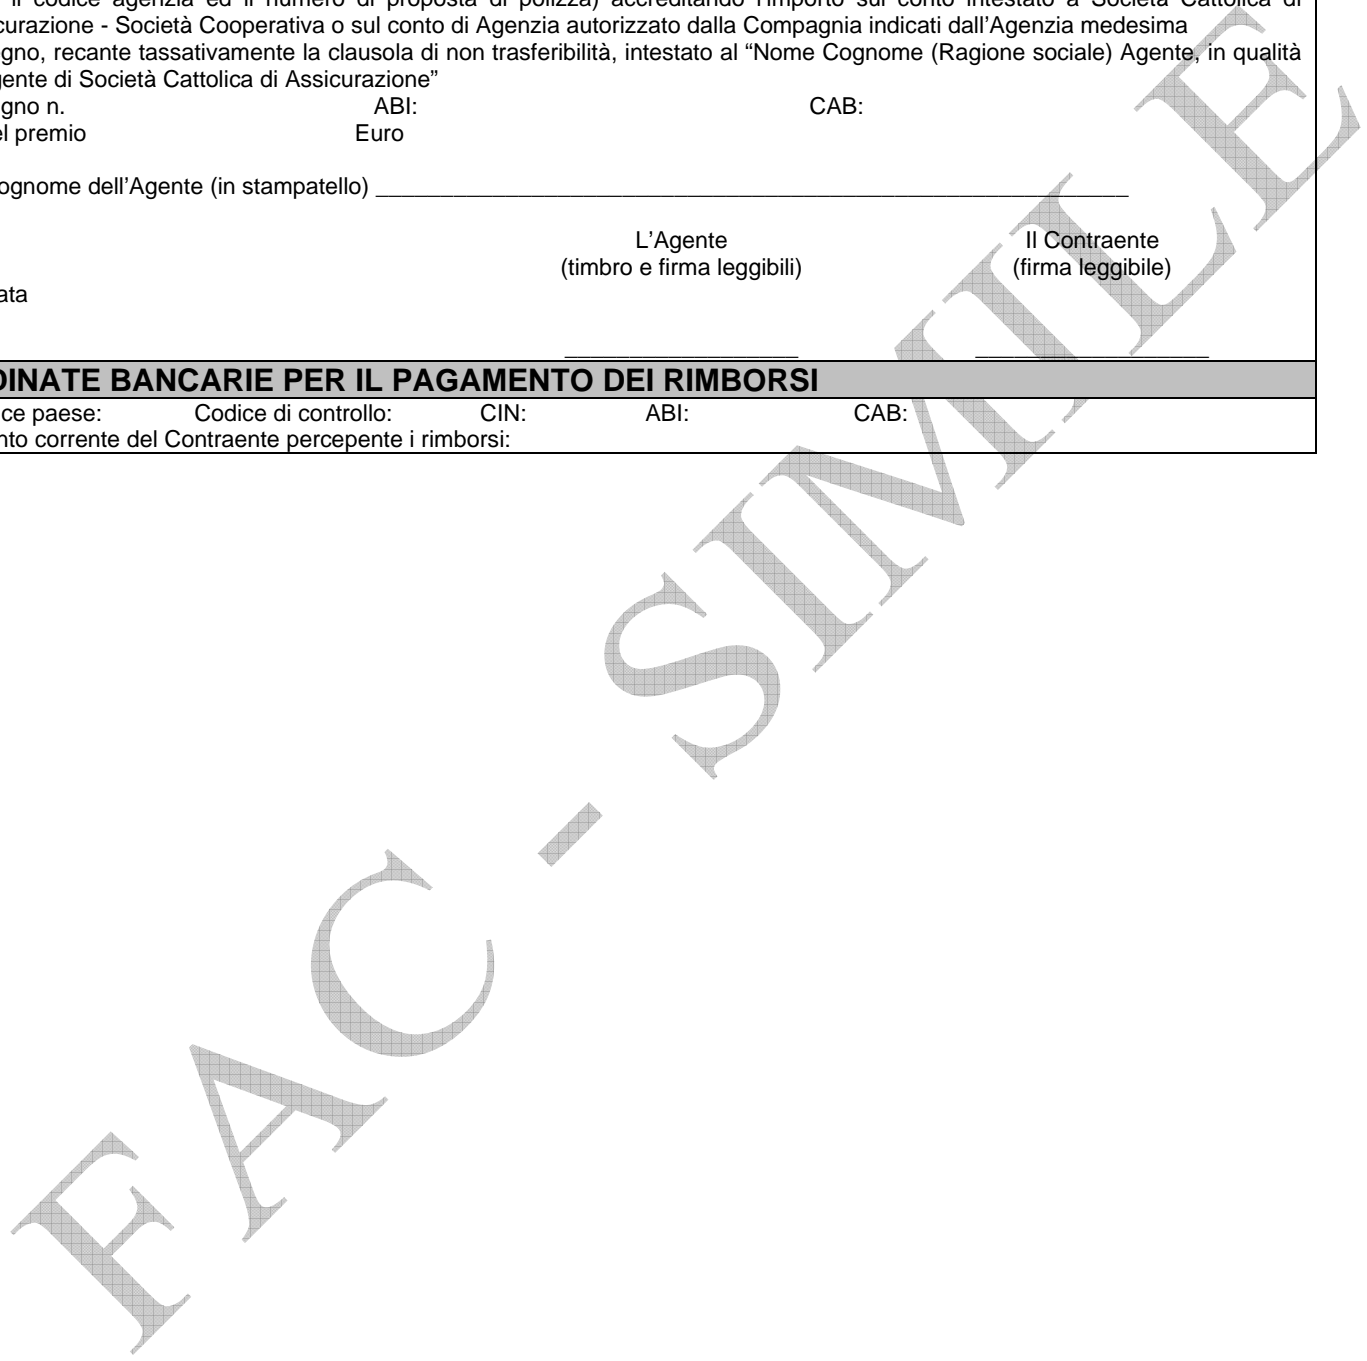 il codice agenzia ed il numero di proposta di polizza) accreditando l'importo sul conto intestato a Società Cattolica di
curazione - Società Cooperativa o sul conto di Agenzia autorizzato dalla Compagnia indicati dall'Agenzia medesima
gno, recante tassativamente la clausola di non trasferibilità, intestato al “Nome Cognome (Ragione sociale) Agente, in qualità
gente di Società Cattolica di Assicurazione”
gno n. ABI: CAB:
el premio Euro
ognome dell’Agente (in stampatello) ______________________________________________________________
L’Agente Il Contraente
(timbro e firma leggibili) (firma leggibile)
ata
___________________ ___________________
DINATE BANCARIE PER IL PAGAMENTO DEI RIMBORSI
ce paese: Codice di controllo: CIN: ABI: CAB:
nto corrente del Contraente percepente i rimborsi:
FAC - SIMILE